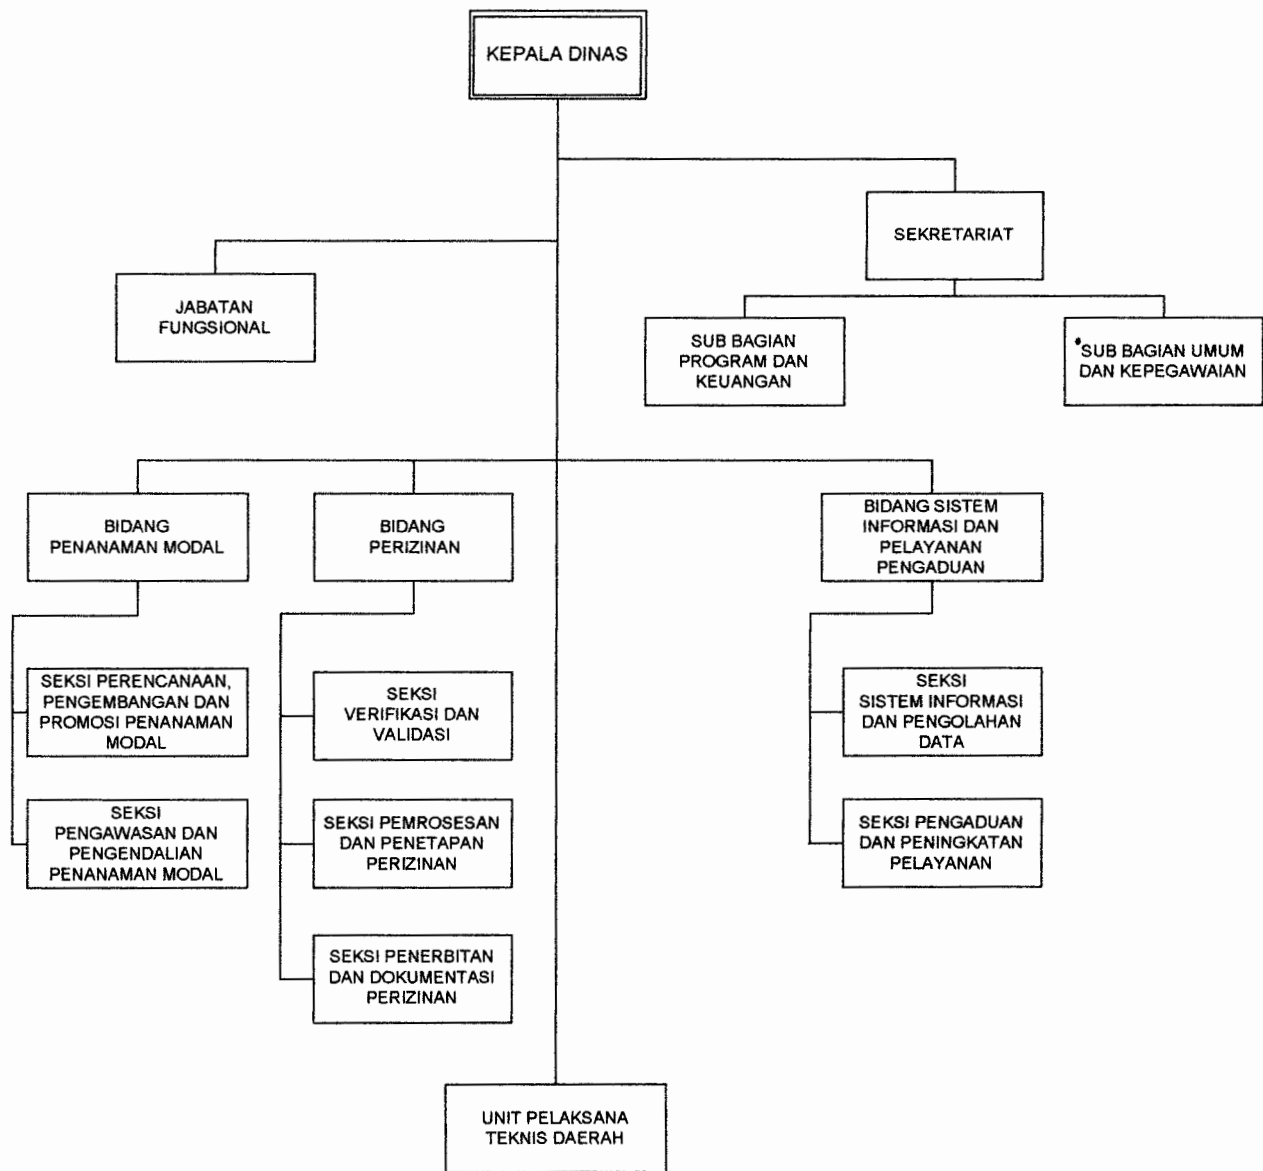 KEPALA DINAS
SEKRETARIAT
JABATAN
FUNGSIONAL
SUB BAGIAN
PROGRAM DAN
KEUANGAN
SUB BAGIAN UMUM
DAN KEPEGAWAIAN
BIDANG
PENANAMAN MODAL
BIDANG
PERIZINAN
BIDANG SISTEM
INFORMASI DAN
PELAYANAN
PENGADUAN
SEKSI PERENCANAAN,
PENGEMBANGAN DAN
PROMOSI PENANAMAN
MODAL
SEKSI
VERIFIKASI DAN
VALIDASI
SEKSI
SISTEM INFORMASI
DAN PENGOLAHAN
DATA
SEKSI
PENGAWASAN DAN
PENGENDALIAN
PENANAMAN MODAL
SEKSI PEMROSESAN
DAN PENETAPAN
PERIZINAN
SEKSI PENGADUAN
DAN PENINGKATAN
PELAYANAN
SEKSI PENERBITAN
DAN DOKUMENTASI
PERIZINAN
UNIT PELAKSANA
TEKNIS DAERAH